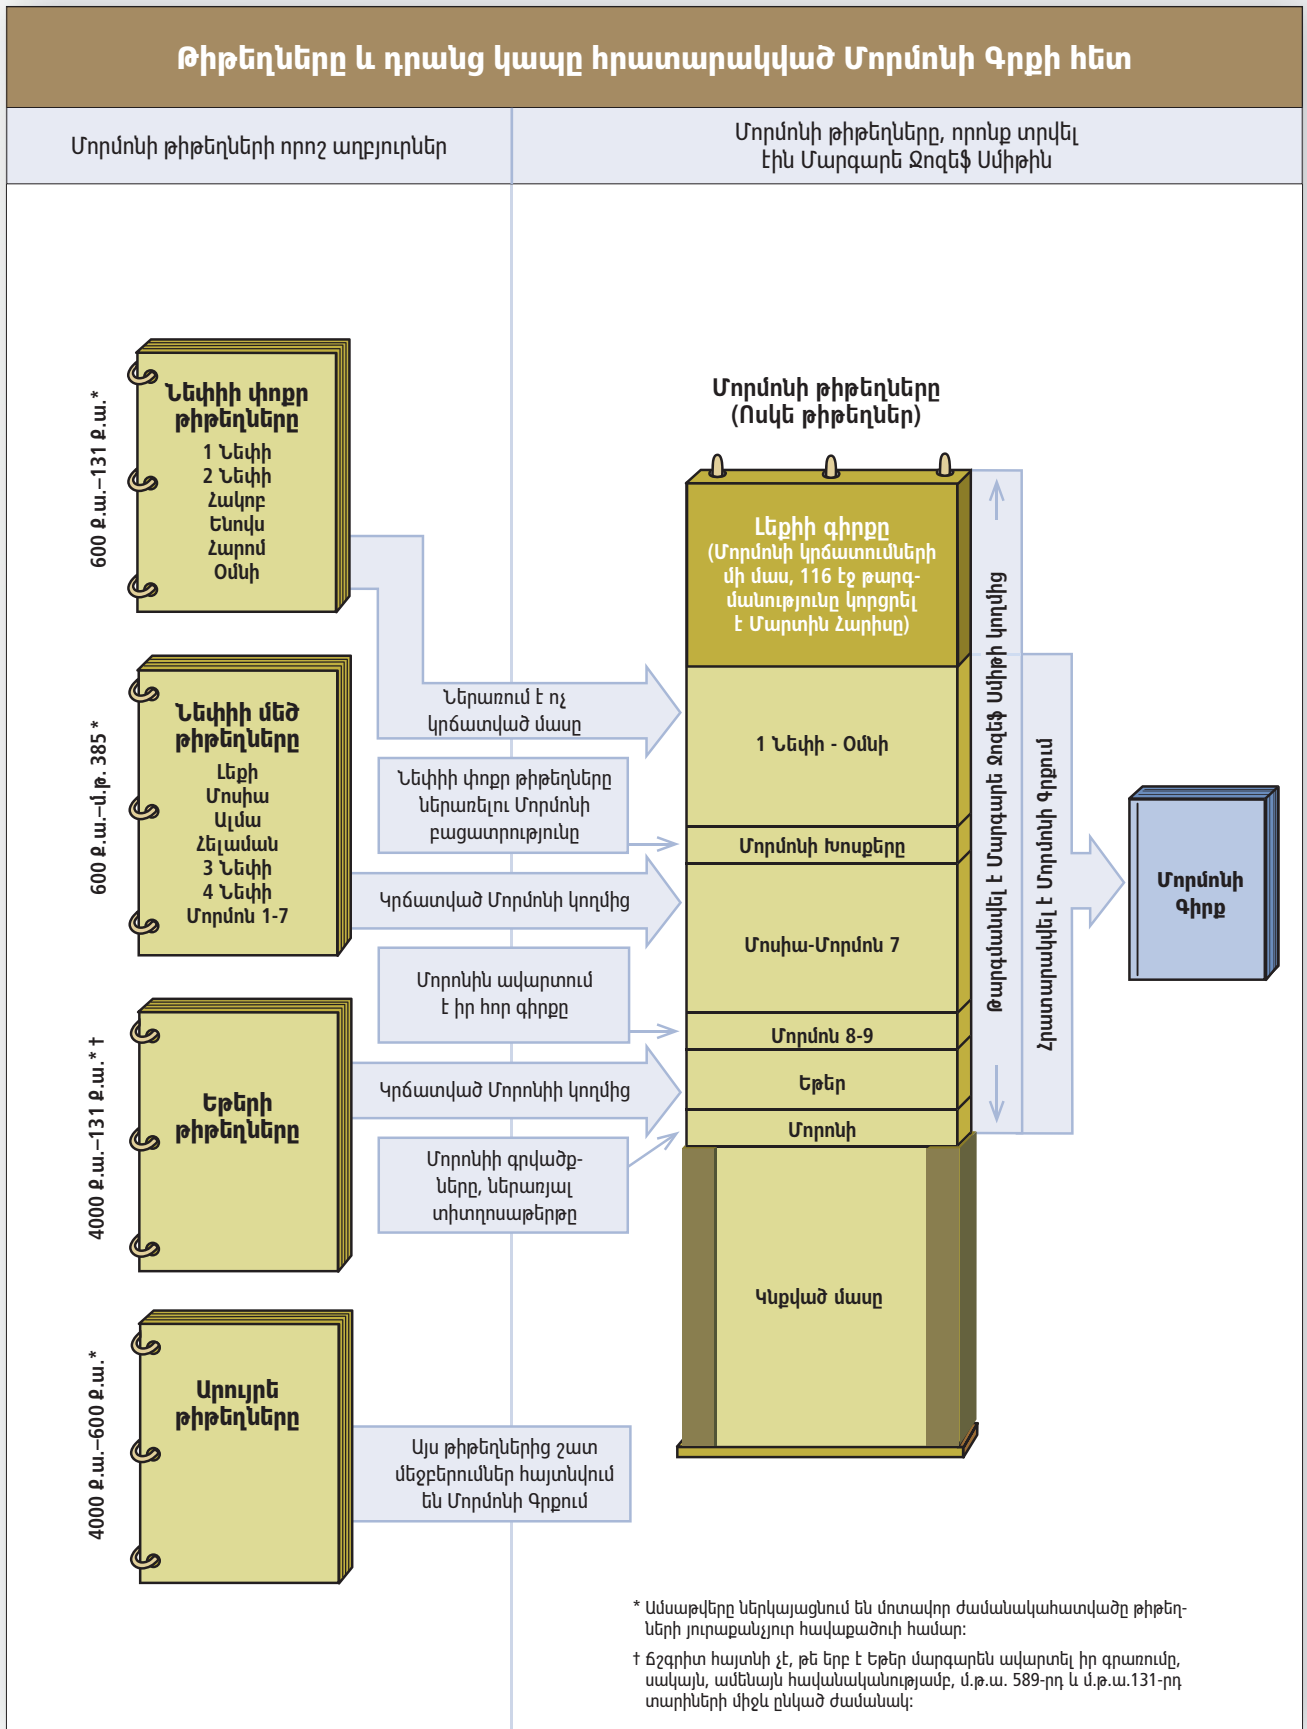 Թիթեղները և դրանց կապը հրատարակված Մորմոնի Գրքի հետ
Մորմոնի թիթեղների որոշ աղբյուրներ
Մորմոնի թիթեղները, որոնք տրվել
էին Մարգարե Ջոզեֆ Սմիթին
600 Ք.ա.–131 Ք.ա.*
Նեփիի փոքր
թիթեղները
1 Նեփի
2 Նեփի
Հակոբ
Ենովս
Հարոմ
Օմնի
600 Ք.ա.–մ.թ. 385 *
Նեփիի մեծ
թիթեղները
Լեքի
Մոսիա
Ալմա
Հելաման
3 Նեփի
4 Նեփի
Մորմոն 1-7
4000 Ք.ա.–131 Ք.ա.* †
Եթերի
թիթեղները
4000 Ք.ա.–600 Ք.ա.*
Արույրե
թիթեղները
Ներառում է ոչ
կրճատված մասը
Նեփիի փոքր թիթեղները
ներառելու Մորմոնի
բացատրությունը
Կրճատված Մորմոնի կողմից
Մորոնին ավարտում
է իր հոր գիրքը
Կրճատված Մորոնիի կողմից
Մորոնիի գրվածք-
ները, ներառյալ
տիտղոսաթերթը
Այս թիթեղներից շատ
մեջբերումներ հայտնվում
են Մորմոնի Գրքում
Մորմոնի թիթեղները
(Ոսկե թիթեղներ)
Լեքիի գիրքը
(Մորմոնի կրճատումների
մի մաս, 116 էջ թարգ-
մանությունը կորցրել
է Մարտին Հարիսը)
1 Նեփի - Օմնի
Մորմոնի Խոսքերը
Մոսիա-Մորմոն 7
Մորմոն 8-9
Եթեր
Մորոնի
Կնքված մասը
Թարգմանվել է Մարգարե Ջոզեֆ Սմիթի կողմից
Հրատարակվել է Մորմոնի Գրքում
Մորմոնի
Գիրք
* Ամսաթվերը ներկայացնում են մոտավոր ժամանակահատվածը թիթեղ-
ների յուրաքանչյուր հավաքածուի համար:
† Ճշգրիտ հայտնի չէ, թե երբ է Եթեր մարգարեն ավարտել իր գրառումը,
սակայն, ամենայն հավանականությամբ, մ.թ.ա. 589-րդ և մ.թ.ա.131-րդ
տարիների միջև ընկած ժամանակ: